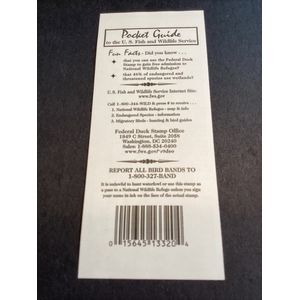 Pocket Guide
to the U. S. Fish and Wildlife Service
Fun Facts - Did you know . . .
that you can use the Federal Duck
Stamp to gain free admission to
National Wildlife Refuges?
that 46% of endangered and
threatened species use wetlands?
U.S. Fish and Wildlife Service Internet Site:
www.fws.gov
Call 1-800-344-WILD & press # to receive . . .
1. National Wildlife Refuges - map & info
2. Endangered Species - information
3. Migratory Birds - hunting & bird guides
Federal Duck Stamp Office
1849 C Street, Suite 2058
Washington, DC 20240
Sales: 1-888-534-0400
www.fws.gov/r9dso
REPORT ALL BIRD BANDS TO
1-800-327-BAND
It is unlawful to hunt waterfowl or use this stamp as
a pass to a National Wildlife Refuge unless you sign
your name in ink on the face of the actual stamp.
0 15645 13320 4